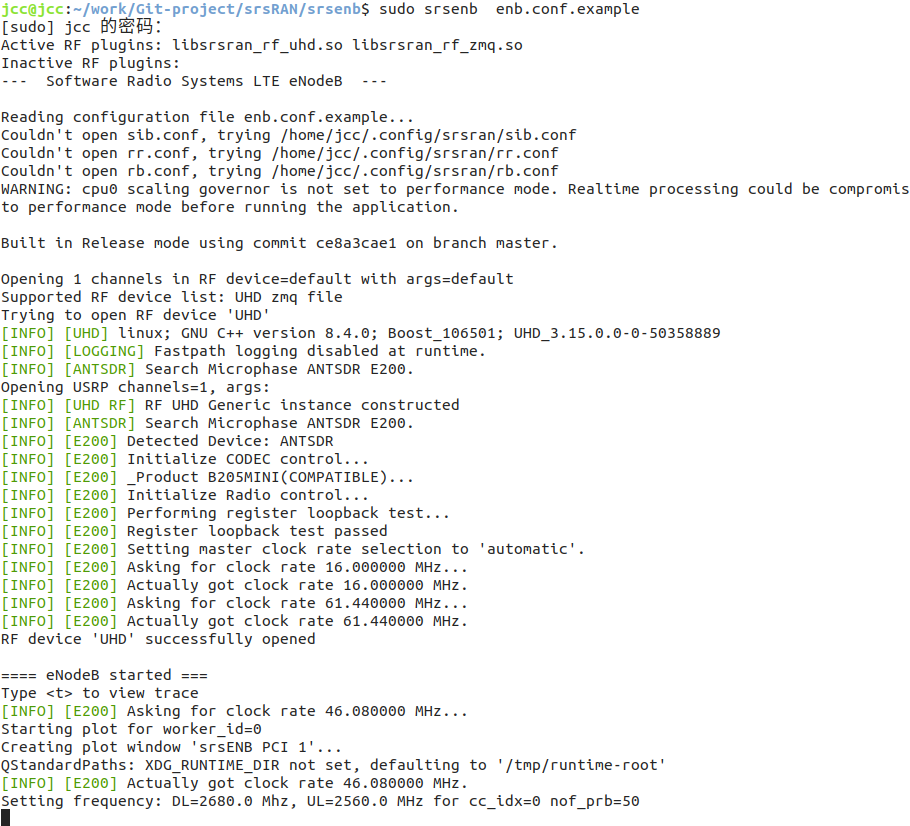 jcc@jcc:~/work/Git-project/srsRAN/srsenb$ sudo srsenb  enb.conf.example
[sudo] jcc 的密码：
Active RF plugins: libsrsran_rf_uhd.so libsrsran_rf_zmq.so
Inactive RF plugins:
---  Software Radio Systems LTE eNodeB  ---
Reading configuration file enb.conf.example...
Couldn't open sib.conf, trying /home/jcc/.config/srsran/sib.conf
Couldn't open rr.conf, trying /home/jcc/.config/srsran/rr.conf
Couldn't open rb.conf, trying /home/jcc/.config/srsran/rb.conf
WARNING: cpu0 scaling governor is not set to performance mode. Realtime processing could be compromis
to performance mode before running the application.
Built in Release mode using commit ce8a3cae1 on branch master.
Opening 1 channels in RF device=default with args=default
Supported RF device list: UHD zmq file
Trying to open RF device 'UHD'
[INFO] [UHD] linux; GNU C++ version 8.4.0; Boost_106501; UHD_3.15.0.0-0-50358889
[INFO] [LOGGING] Fastpath logging disabled at runtime.
[INFO] [ANTSDR] Search Microphase ANTSDR E200.
Opening USRP channels=1, args:
[INFO] [UHD RF] RF UHD Generic instance constructed
[INFO] [ANTSDR] Search Microphase ANTSDR E200.
[INFO] [E200] Detected Device: ANTSDR
[INFO] [E200] Initialize CODEC control...
[INFO] [E200] _Product B205MINI(COMPATIBLE)...
[INFO] [E200] Initialize Radio control...
[INFO] [E200] Performing register loopback test...
[INFO] [E200] Register loopback test passed
[INFO] [E200] Setting master clock rate selection to 'automatic'.
[INFO] [E200] Asking for clock rate 16.000000 MHz...
[INFO] [E200] Actually got clock rate 16.000000 MHz.
[INFO] [E200] Asking for clock rate 61.440000 MHz...
[INFO] [E200] Actually got clock rate 61.440000 MHz.
RF device 'UHD' successfully opened
==== eNodeB started ===
Type <t> to view trace
[INFO] [E200] Asking for clock rate 46.080000 MHz...
Starting plot for worker_id=0
Creating plot window 'srsENB PCI 1'...
QStandardPaths: XDG_RUNTIME_DIR not set, defaulting to '/tmp/runtime-root'
[INFO] [E200] Actually got clock rate 46.080000 MHz.
Setting frequency: DL=2680.0 Mhz, UL=2560.0 MHz for cc_idx=0 nof_prb=50